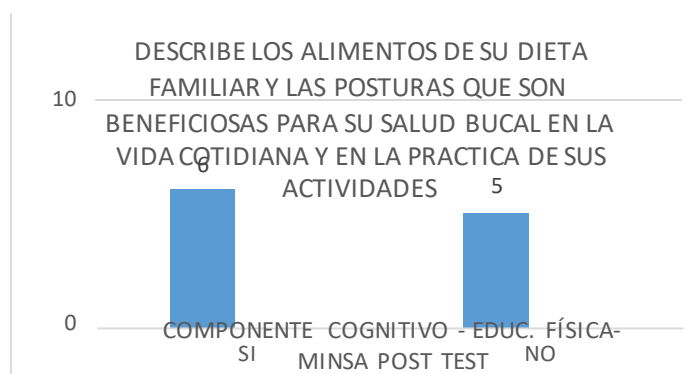 DESCRIBE LOS ALIMENTOS DE SU DIETA
FAMILIAR Y LAS POSTURAS QUE SON
BENEFICIOSAS PARA SU SALUD BUCAL EN LA
VIDA COTIDIANA Y EN LA PRACTICA DE SUS
ACTIVIDADES
10
6
5
0
COMPONENTE COGNITIVO - EDUC. FÍSICA-
MINSA POST TEST
SI
NO